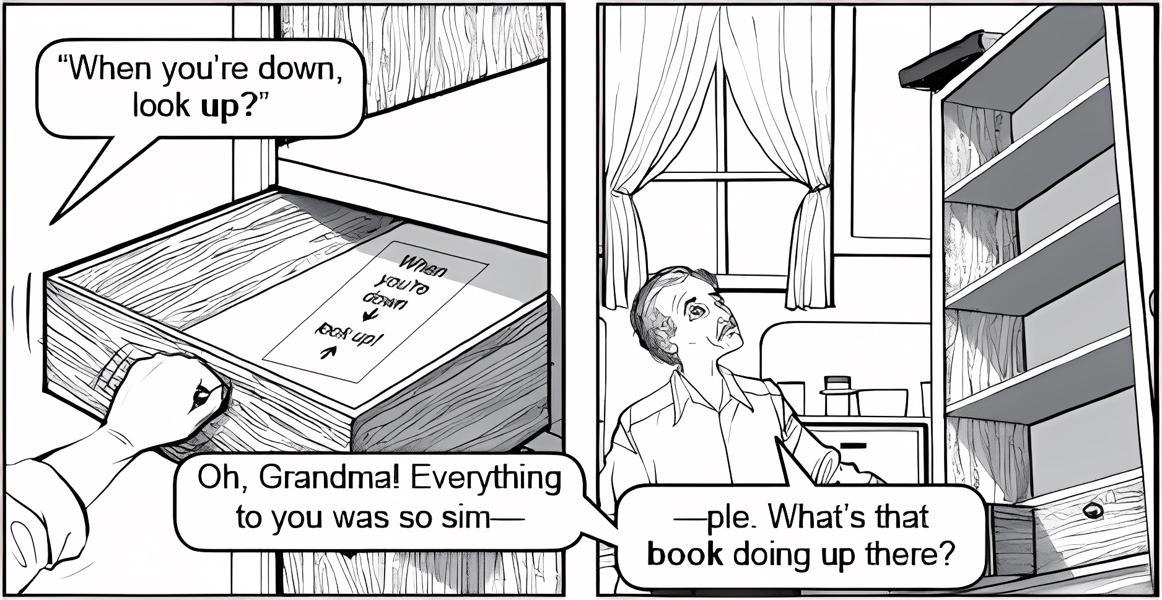 “When you’re down,
look up?”
When
you're
down
look up!
Oh, Grandma! Everything
to you was so sim—
—ple. What’s that
book doing up there?